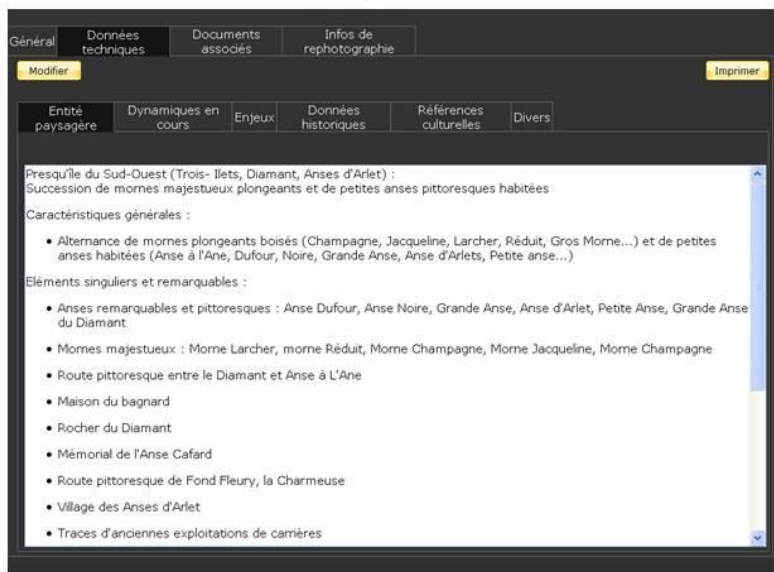 Général
Données techniques
Documents associés
Infos de rephotographie
Modifier
Imprimer
Entité paysagère
Dynamiques en cours
Enjeux
Données historiques
Références culturelles
Divers
Presqu'île du Sud-Ouest (Trois- Ilets, Diamant, Anses d'Arlet) :
Succession de mornes majestueux plongeants et de petites anses pittoresques habitées
Caractéristiques générales :
• Alternance de mornes plongeants boisés (Champagne, Jacqueline, Larcher, Réduit, Gros Morne...) et de petites
anses habitées (Anse à l'Ane, Dufour, Noire, Grande Anse, Anse d'Arlets, Petite anse...)
Eléments singuliers et remarquables :
• Anses remarquables et pittoresques : Anse Dufour, Anse Noire, Grande Anse, Anse d'Arlet, Petite Anse, Grande Anse
du Diamant
• Mornes majestueux : Morne Larcher, morne Réduit, Morne Champagne, Morne Jacqueline, Morne Champagne
• Route pittoresque entre le Diamant et Anse à L'Ane
• Maison du bagnard
• Rocher du Diamant
• Mémorial de l'Anse Cafard
• Route pittoresque de Fond Fleury, la Charmeuse
• Village des Anses d'Arlet
• Traces d'anciennes exploitations de carrières